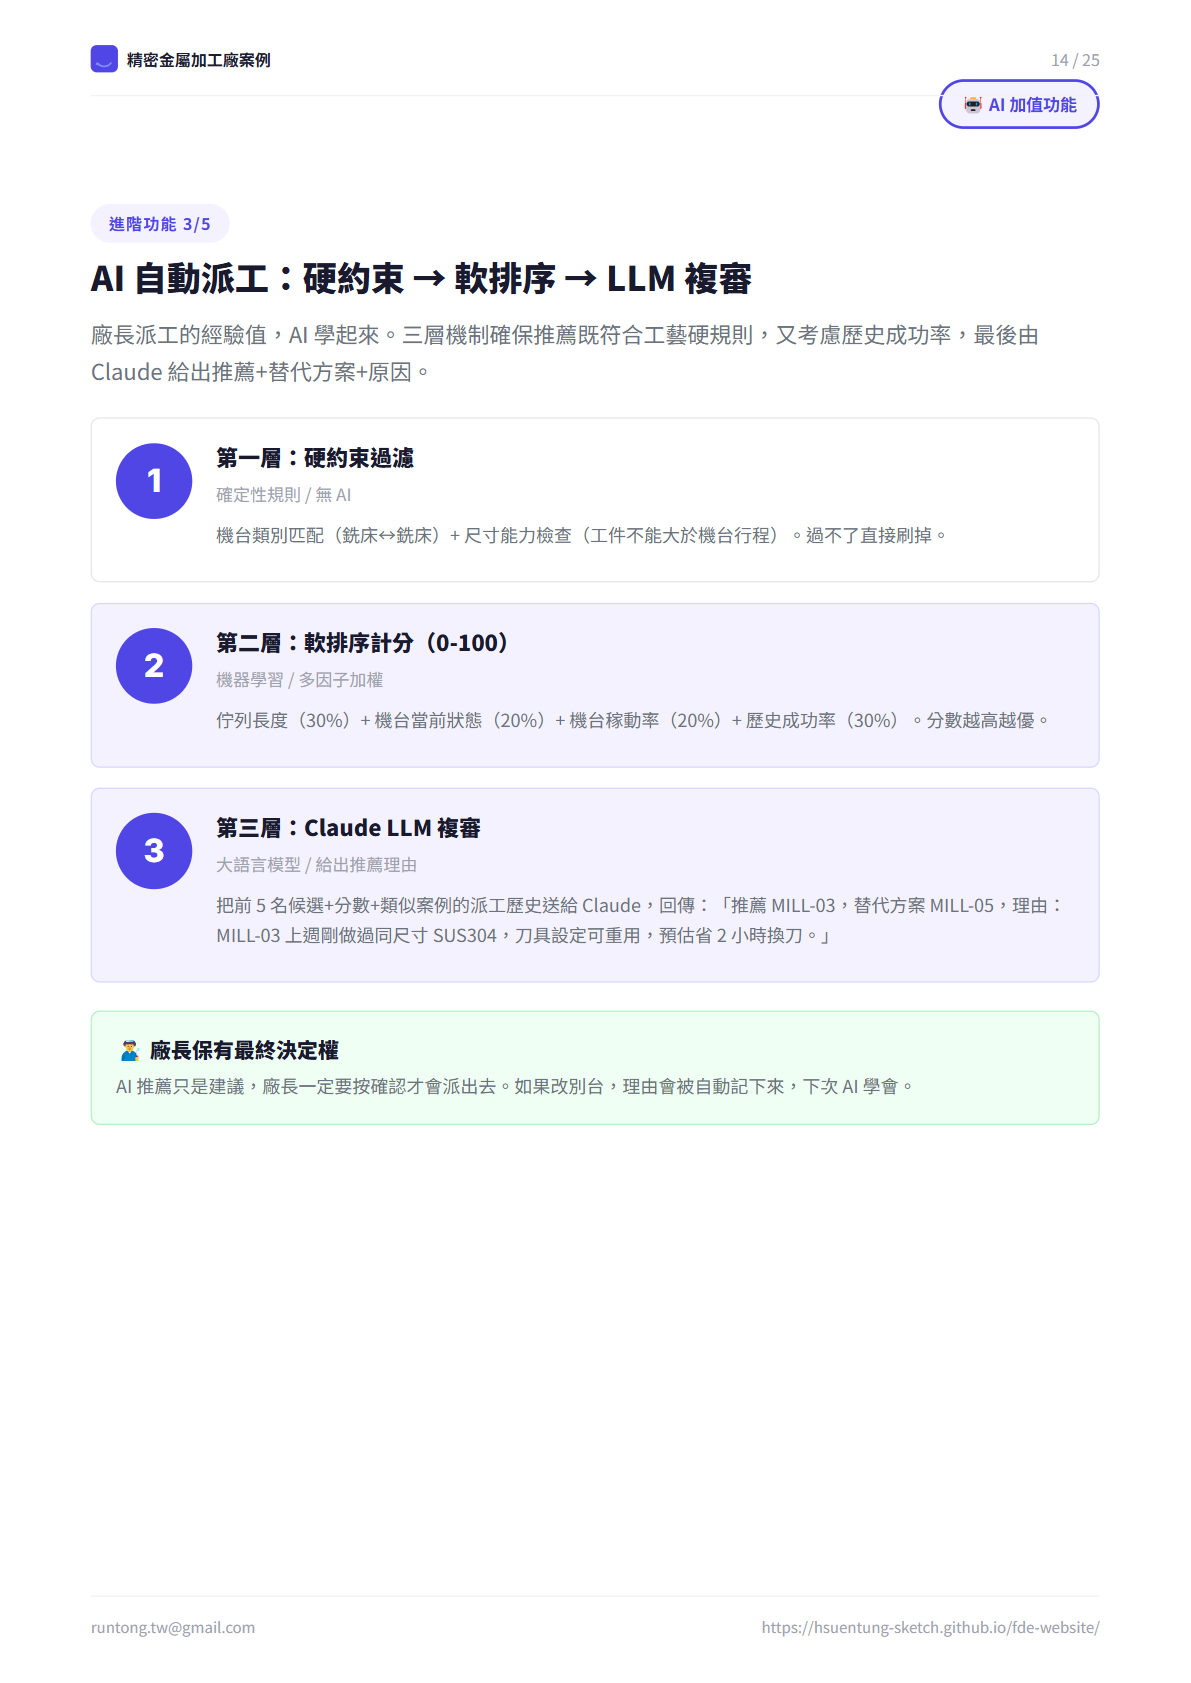 精密金屬加工廠案例
14 / 25
AI 加值功能
進階功能 3/5
AI 自動派工：硬約束 → 軟排序 → LLM 複審
廠長派工的經驗值，AI 學起來。三層機制確保推薦既符合工藝硬規則，又考慮歷史成功率，最後由
Claude 給出推薦+替代方案+原因。
1
第一層：硬約束過濾
確定性規則 / 無 AI
機台類別匹配（銑床↔銑床）+ 尺寸能力檢查（工件不能大於機台行程）。過不了直接刷掉。
2
第二層：軟排序計分（0-100）
機器學習 / 多因子加權
佇列長度（30%）+ 機台當前狀態（20%）+ 機台稼動率（20%）+ 歷史成功率（30%）。分數越高越優。
3
第三層：Claude LLM 複審
大語言模型 / 給出推薦理由
把前 5 名候選+分數+類似案例的派工歷史送給 Claude，回傳：「推薦 MILL-03，替代方案 MILL-05，理由：
MILL-03 上週剛做過同尺寸 SUS304，刀具設定可重用，預估省 2 小時換刀。」
廠長保有最終決定權
AI 推薦只是建議，廠長一定要按確認才會派出去。如果改別台，理由會被自動記下來，下次 AI 學會。
runtong.tw@gmail.com
https://hsuentung-sketch.github.io/fde-website/